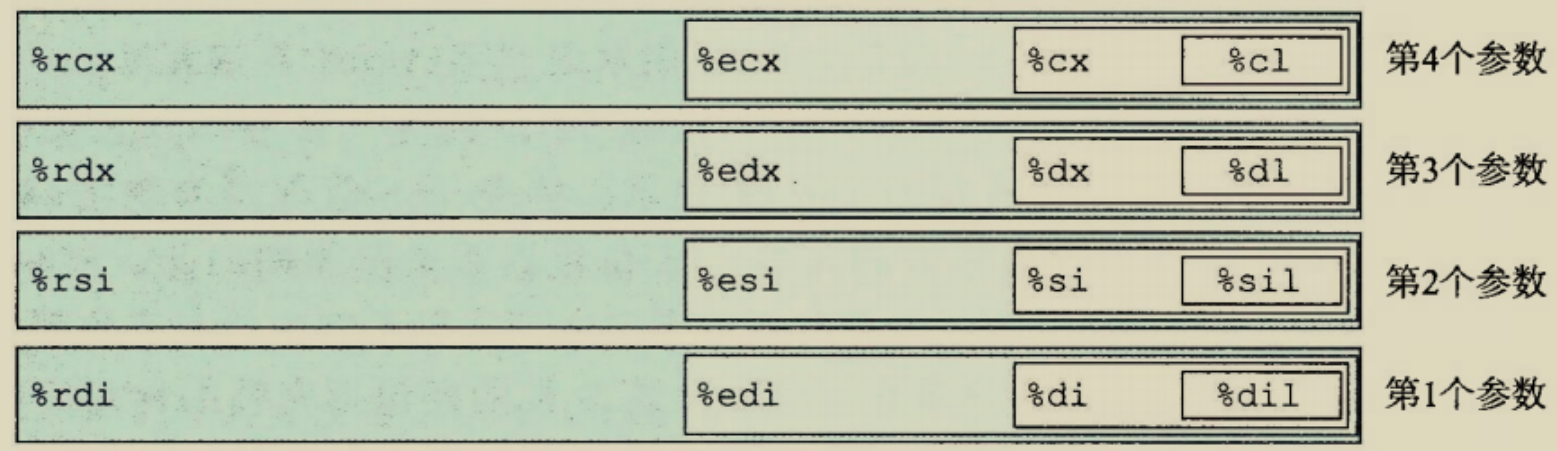 %rcx %ecx %cx %cl 第4个参数
%rdx %edx %dx %dl 第3个参数
%rsi %esi %si %sil 第2个参数
%rdi %edi %di %dil 第1个参数